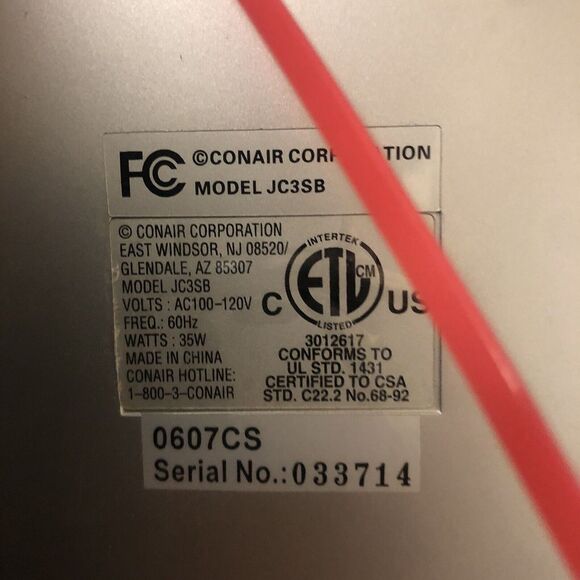 FC ©CONAIR CORPORATION
MODEL JC3SB
© CONAIR CORPORATION
EAST WINDSOR, NJ 08520/
GLENDALE, AZ 85307
MODEL JC3SB
VOLTS : AC100-120V
FREQ.: 60Hz
WATTS : 35W
MADE IN CHINA
CONAIR HOTLINE:
1-800-3-CONAIR
INTERTEK
C ETL CM US
LISTED
3012617
CONFORMS TO
UL STD. 1431
CERTIFIED TO CSA
STD. C22.2 No.68-92
0607CS
Serial No.:033714